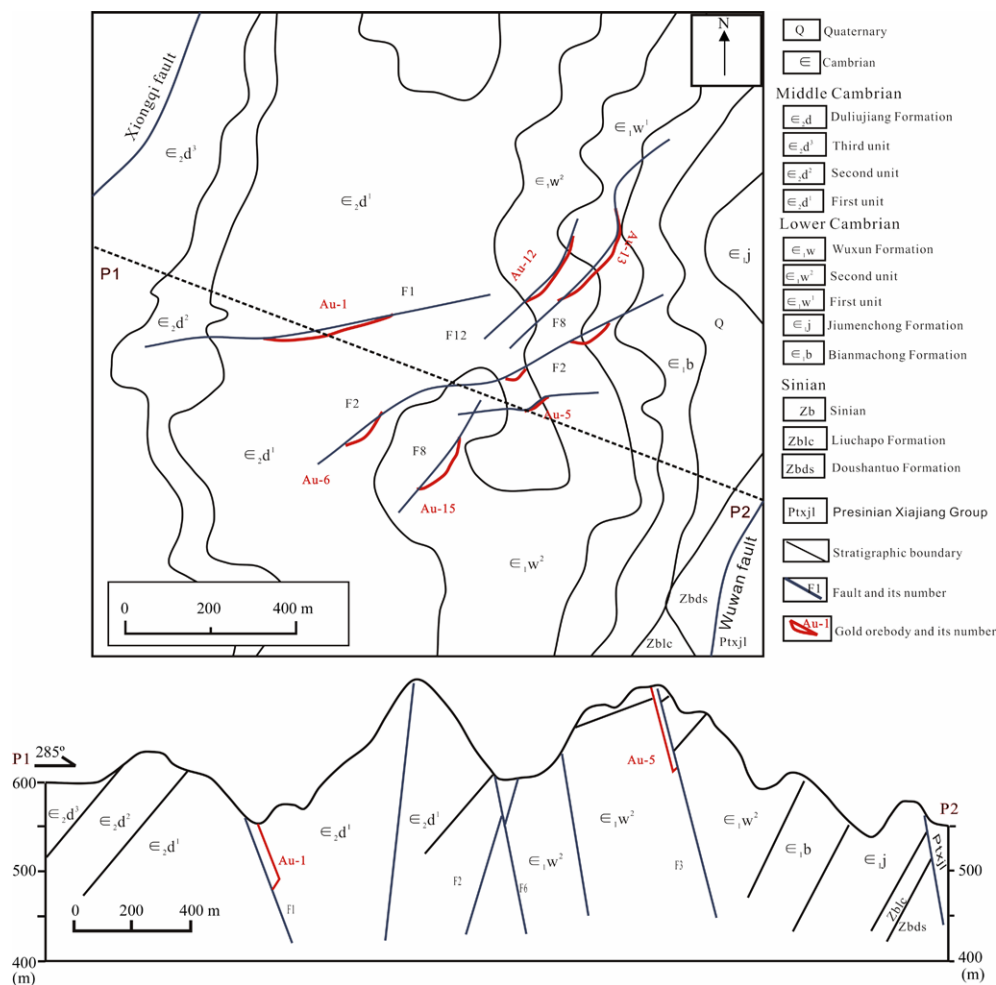 N
Xiongqi fault
∈₂d³
∈₁w¹
∈₁w²
∈₂d¹
∈₁j
P1
Au-12
Au-13
F1
Au-1
∈₂d²
F12
F8
Q
F2
∈₁b
F2
Au-5
∈₂d¹
F8
Au-6
Au-15
P2
∈₁w²
Wuwan fault
Zbds
Zblc
PtxjI
0 200 400 m
Q Quaternary
∈ Cambrian
Middle Cambrian
∈₂d Duliujiang Formation
∈₂d³ Third unit
∈₂d² Second unit
∈₂d¹ First unit
Lower Cambrian
∈₁w Wuxun Formation
∈₁w² Second unit
∈₁w¹ First unit
∈₁j Jiumenchong Formation
∈₁b Bianmachong Formation
Sinian
Zb Sinian
Zblc Liuchapo Formation
Zbds Doushantuo Formation
PtxjI Presinian Xiajiang Group
Stratigraphic boundary
F1 Fault and its number
Au-1 Gold orebody and its number
P1 285°
600
500
400
(m)
∈₂d³
∈₂d²
∈₂d¹
Au-1
F1
∈₂d¹
∈₂d¹
F2
F6
∈₁w²
∈₁w²
Au-5
F3
∈₁w²
∈₁b
∈₁j
Zblc
Zbds
PtxjI
P2
500
400
(m)
0 200 400 m